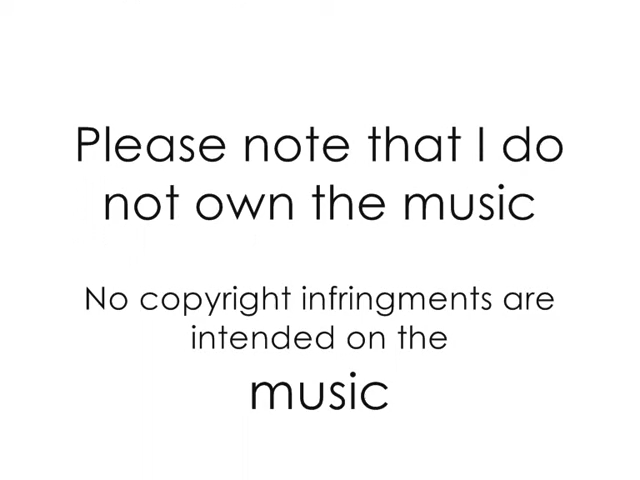 Please note that I do
not own the music
No copyright infringments are
intended on the
music